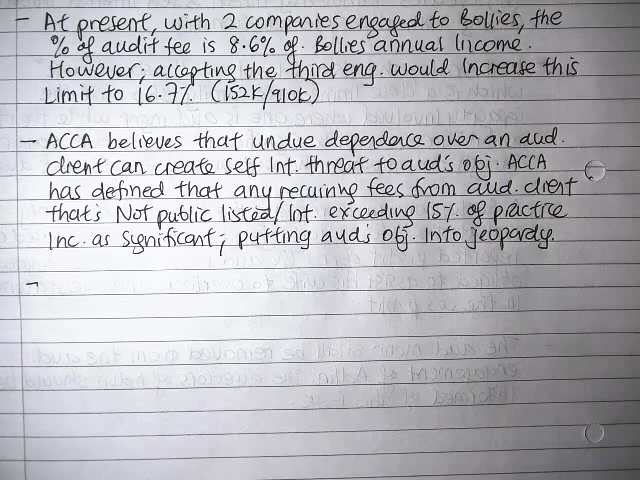 - At present, with 2 companies engaged to Bollies, the
% of audit fee is 8.6% of. Bollies annual Income.
However; accepting the third eng. would Increase this
Limit to 16.7%. (152K/910K)
- ACCA believes that undue dependence over an aud.
client can create self Int. threat to aud's obj. ACCA
has defined that any recuiring fees from aud. client
that's Not public listed/Int. exceeding 15% of practice
Inc. as significant; putting aud's obj. Into jeopardy.
-